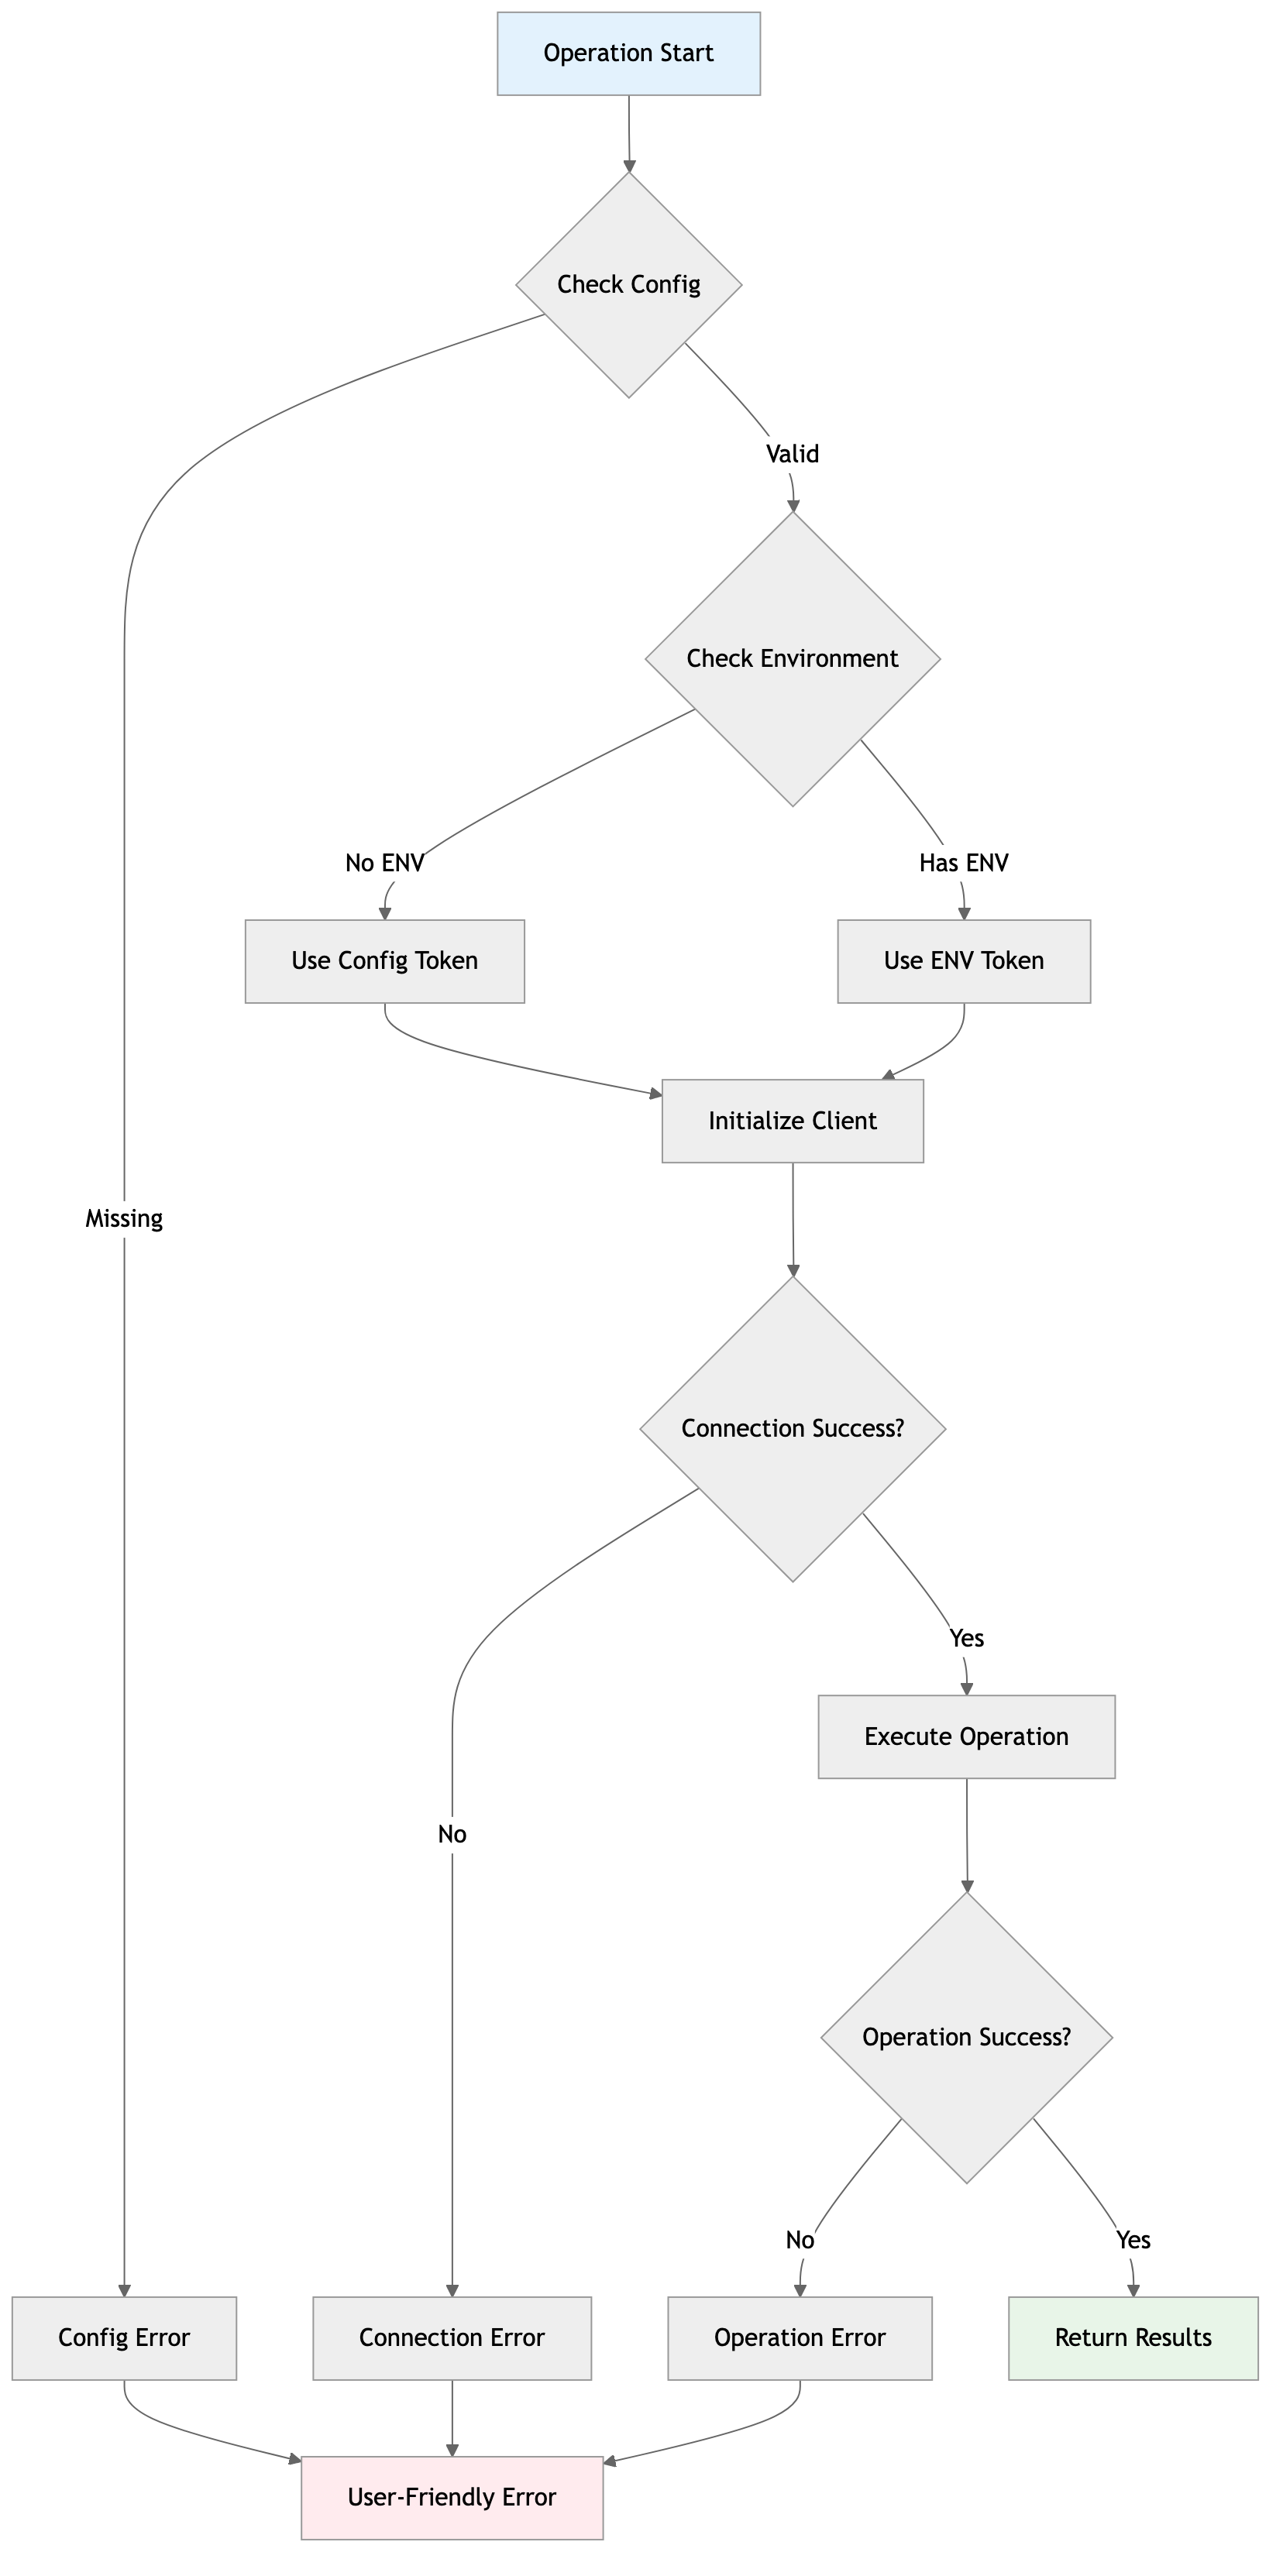 Operation Start
Check Config
Valid
Check Environment
No ENV
Has ENV
Use Config Token
Use ENV Token
Initialize Client
Missing
Connection Success?
Yes
Execute Operation
No
Operation Success?
No
Yes
Config Error
Connection Error
Operation Error
Return Results
User-Friendly Error